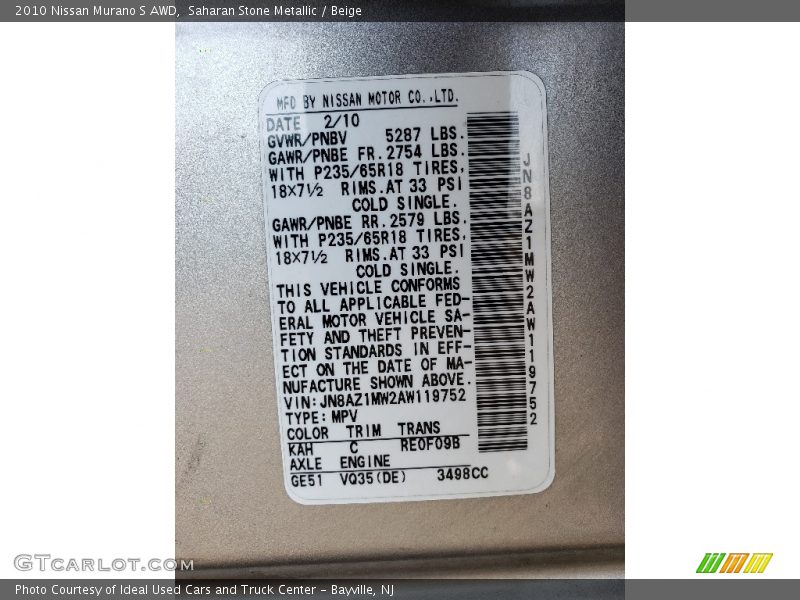 2010 Nissan Murano S AWD,  Saharan Stone Metallic / Beige
MFD BY NISSAN MOTOR CO.,LTD.
DATE 2/10
GVWR/PNBV 5287 LBS.
GAWR/PNBE FR.2754 LBS.
WITH P235/65R18 TIRES,
18X7½ RIMS.AT 33 PSI
COLD SINGLE.
GAWR/PNBE RR.2579 LBS.
WITH P235/65R18 TIRES,
18X7½ RIMS.AT 33 PSI
COLD SINGLE.
THIS VEHICLE CONFORMS
TO ALL APPLICABLE FED-
ERAL MOTOR VEHICLE SA-
FETY AND THEFT PREVEN-
TION STANDARDS IN EFF-
ECT ON THE DATE OF MA-
NUFACTURE SHOWN ABOVE.
VIN:JN8AZ1MW2AW119752
TYPE:MPV
COLOR TRIM TRANS
KAH C RE0F09B
AXLE ENGINE
GE51 VQ35(DE) 3498CC
JN8AZ1MW2AW119752
GTCARLOT.COM
Photo Courtesy of Ideal Used Cars and Truck Center - Bayville, NJ